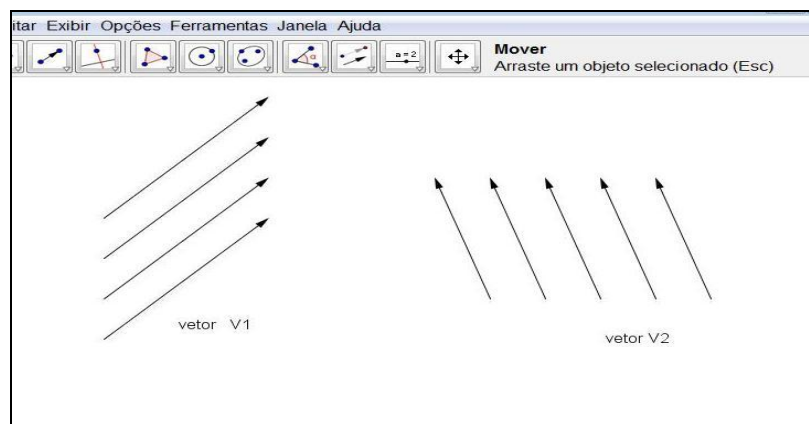 itar Exibir Opções Ferramentas Janela Ajuda
a = 2
Mover
Arraste um objeto selecionado (Esc)
α
vetor V1
vetor V2